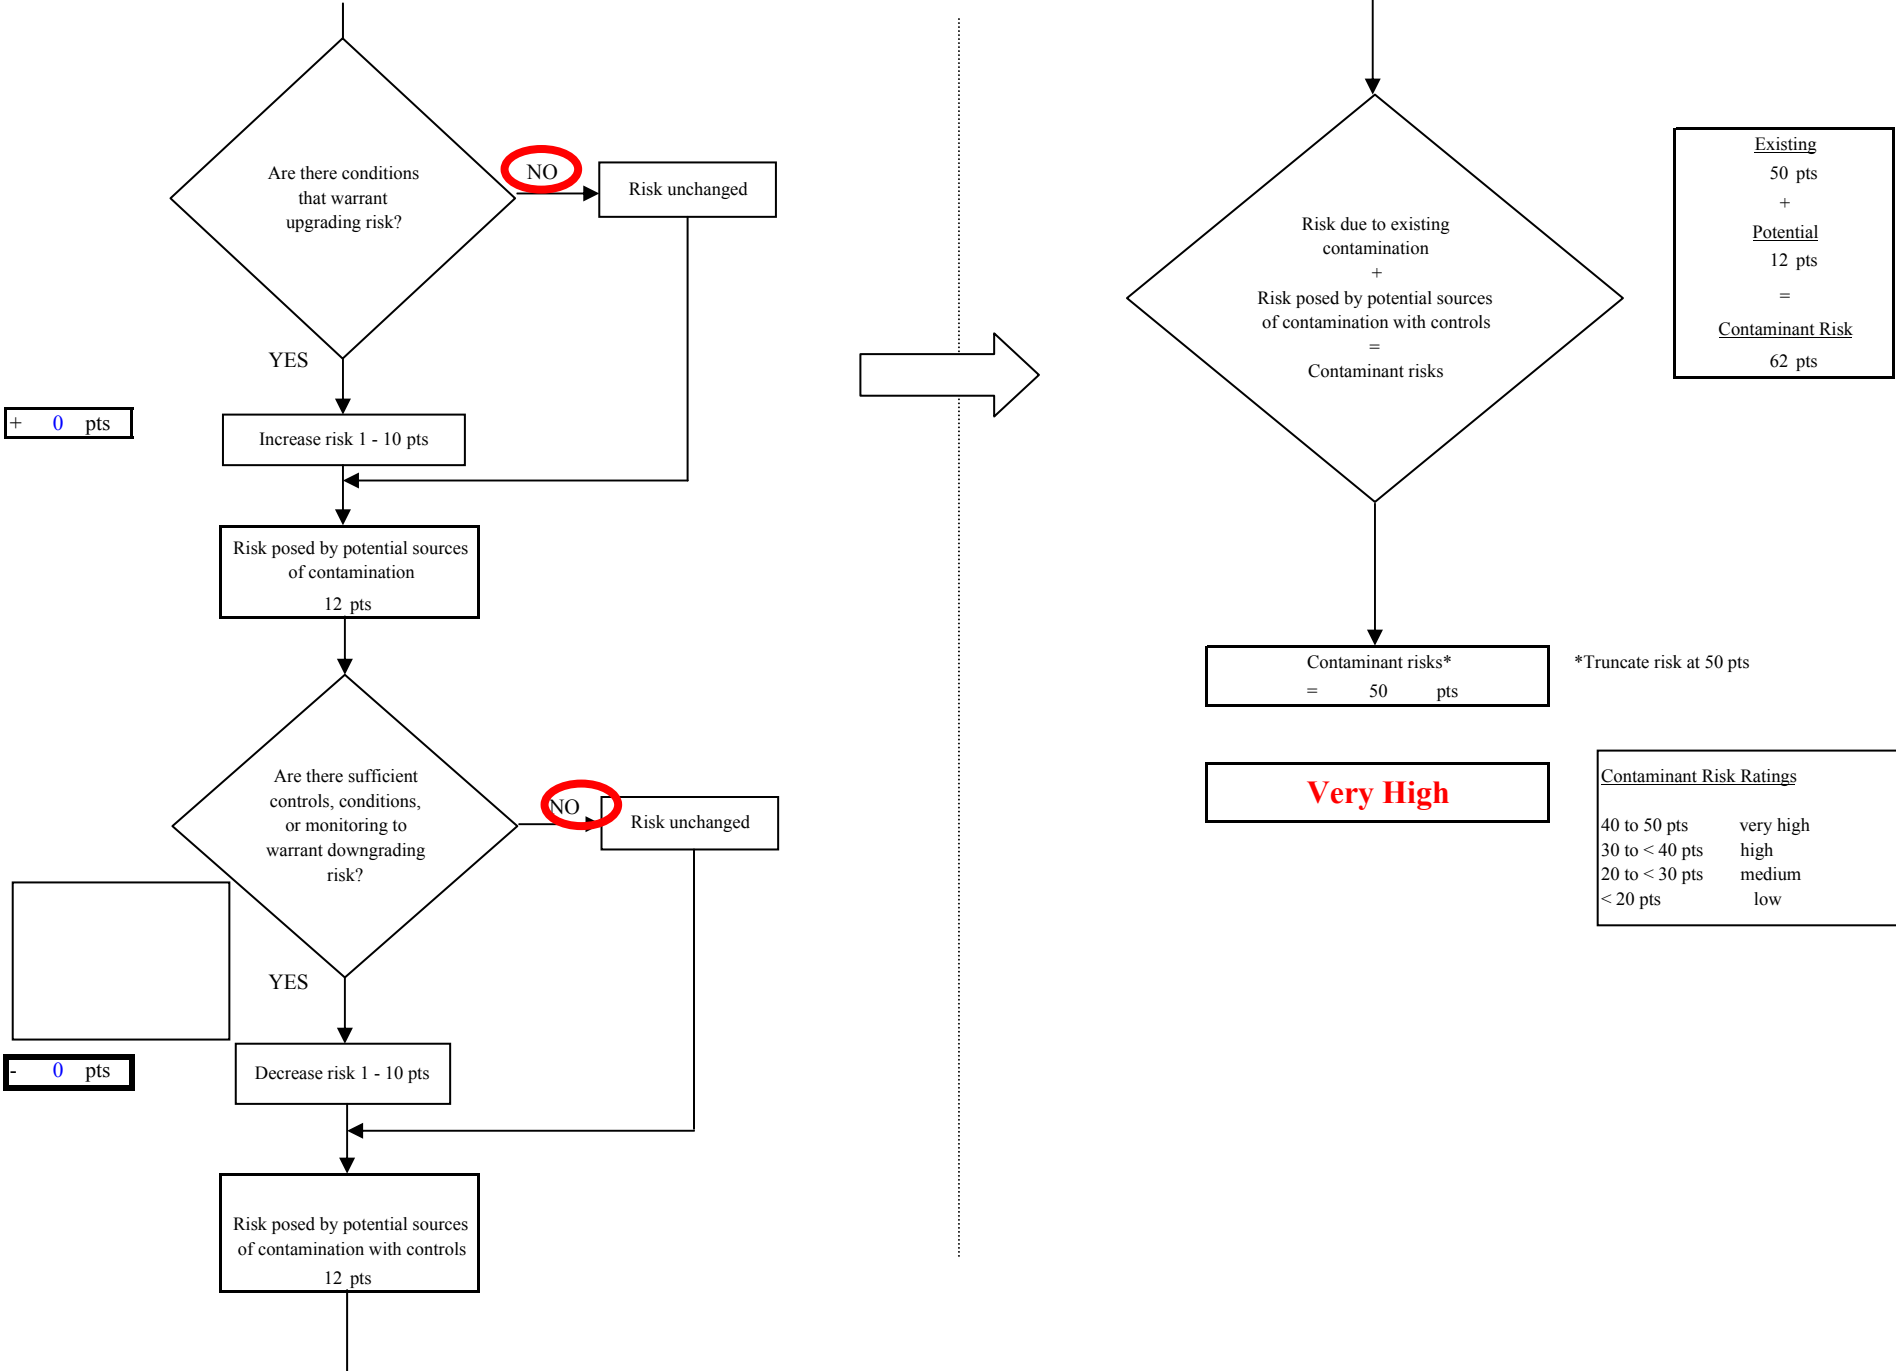 Are there conditions
that warrant
upgrading risk?
NO
Risk unchanged
YES
+ 0 pts
Increase risk 1 - 10 pts
Risk posed by potential sources
of contamination
12 pts
Are there sufficient
controls, conditions,
or monitoring to
warrant downgrading
risk?
NO
Risk unchanged
YES
- 0 pts
Decrease risk 1 - 10 pts
Risk posed by potential sources
of contamination with controls
12 pts
Risk due to existing
contamination
+
Risk posed by potential sources
of contamination with controls
=
Contaminant risks
Existing
50 pts
+
Potential
12 pts
=
Contaminant Risk
62 pts
Contaminant risks*
= 50 pts
*Truncate risk at 50 pts
Very High
Contaminant Risk Ratings
40 to 50 pts very high
30 to < 40 pts high
20 to < 30 pts medium
< 20 pts low